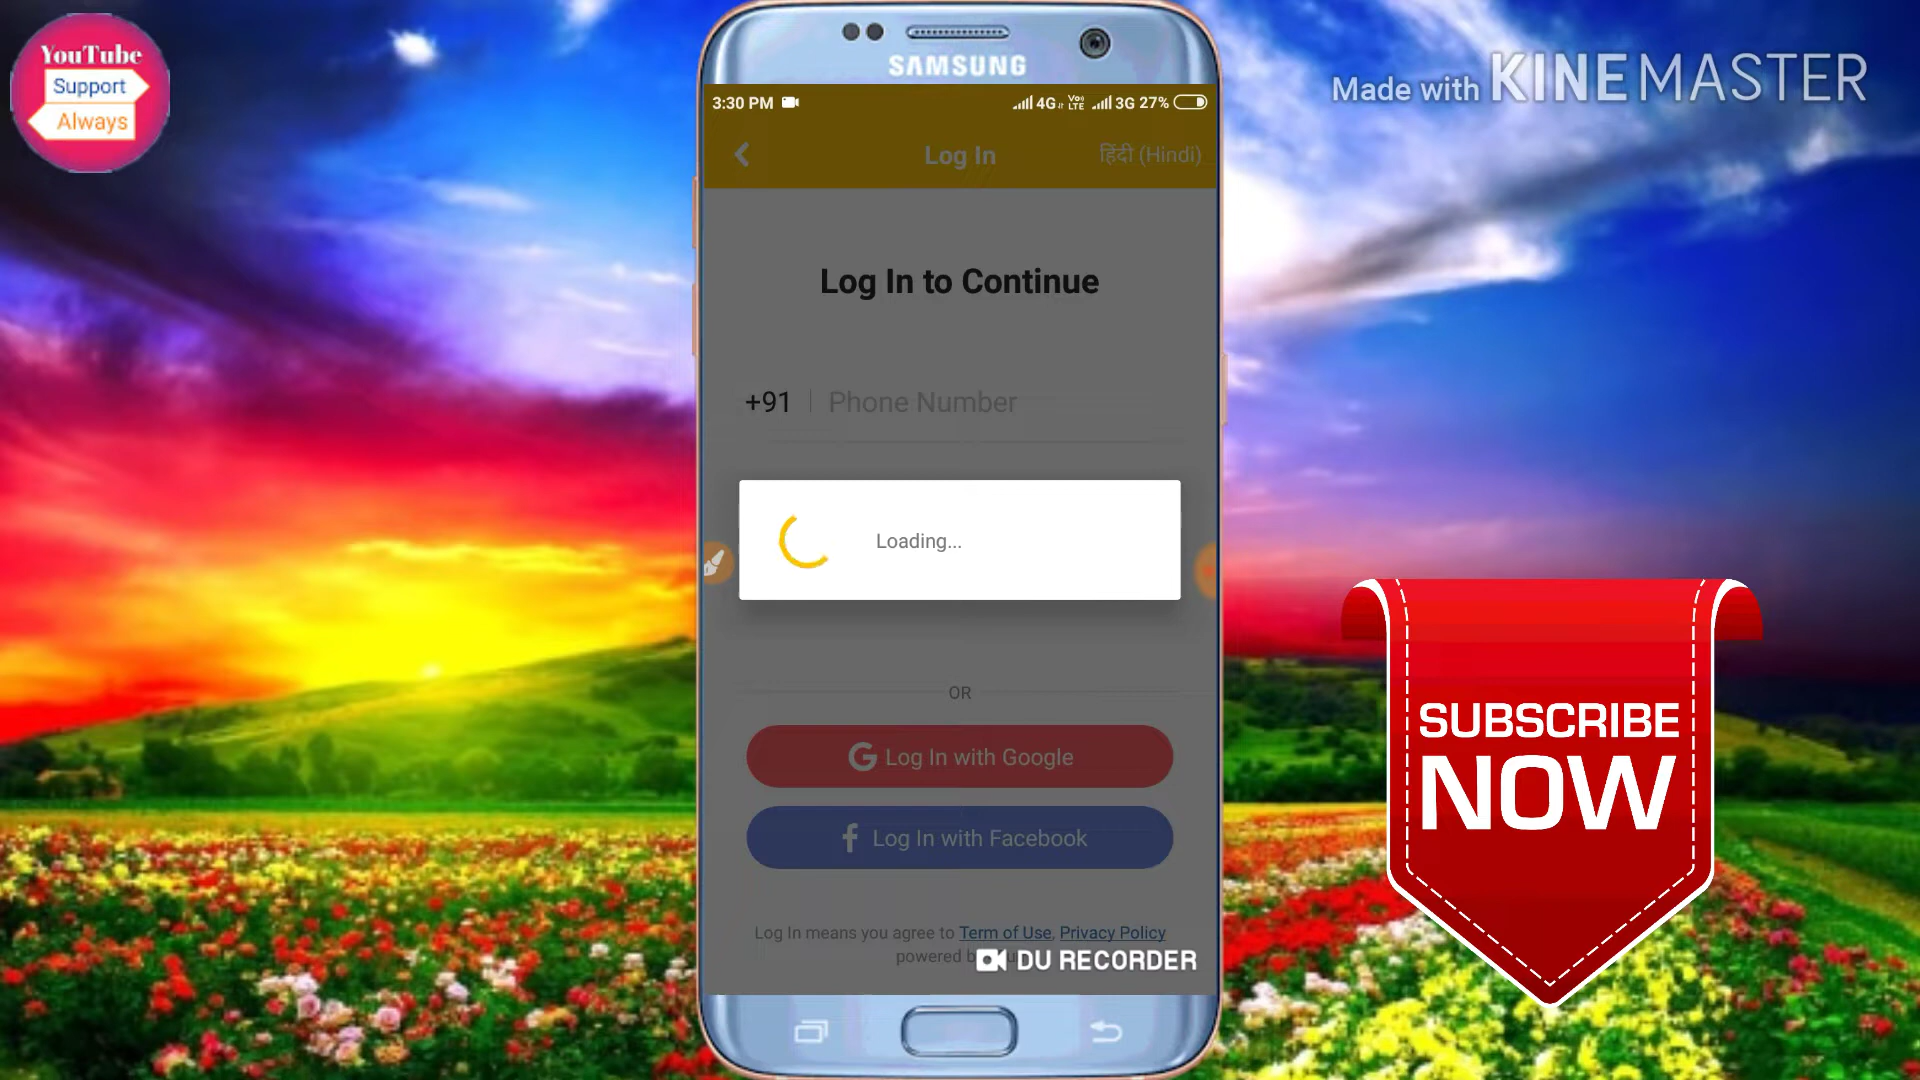 YouTube
Support
Always
Made with KINEMASTER
SAMSUNG
3:30 PM 4G VoLTE 3G 27%
Log In
हिंदी (Hindi)
Log In to Continue
+91 Phone Number
Loading...
OR
G Log In with Google
f Log In with Facebook
Log In means you agree to Term of Use, Privacy Policy
powered
DU RECORDER
SUBSCRIBE
NOW